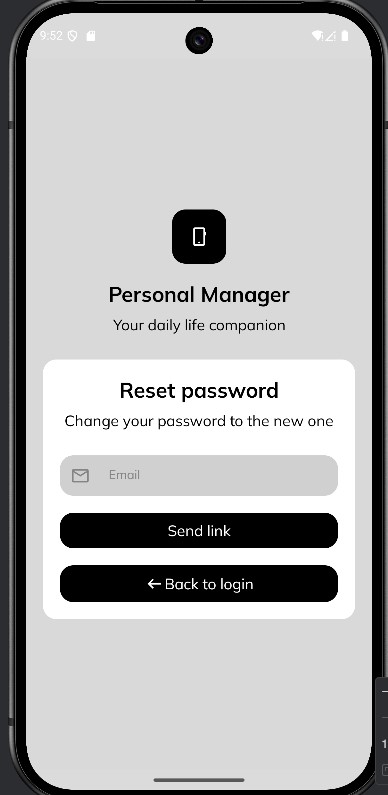 9:52
Personal Manager
Your daily life companion
Reset password
Change your password to the new one
Email
Send link
Back to login
1